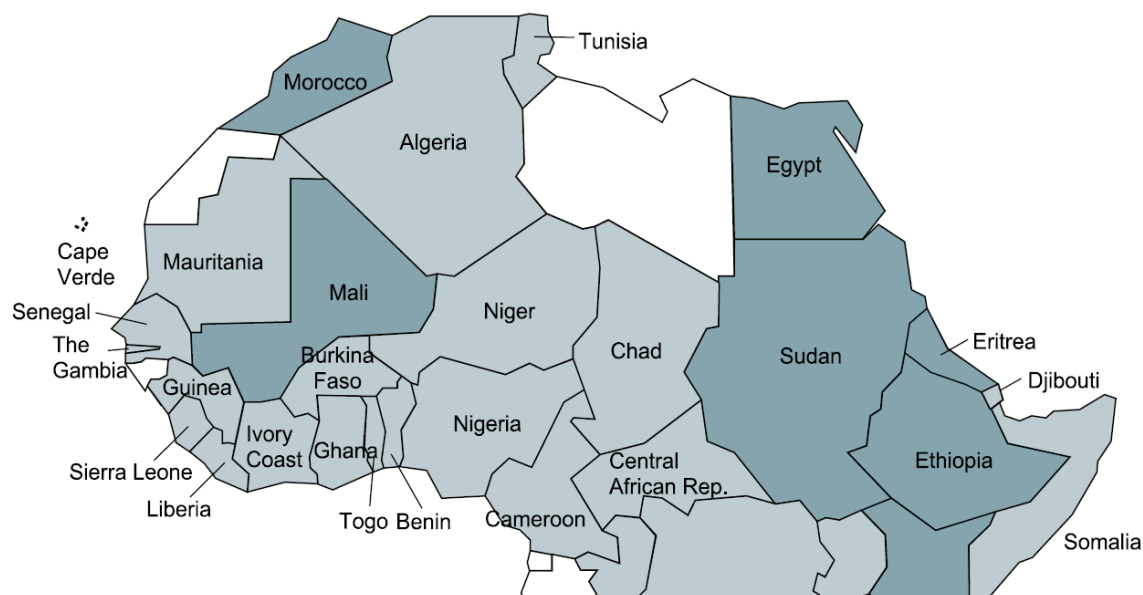 Tunisia
Morocco
Algeria
Egypt
Cape
Verde
Mauritania
Mali
Senegal
Niger
The
Gambia
Chad
Sudan
Eritrea
Burkina
Faso
Djibouti
Guinea
Nigeria
Ivory
Coast
Ghana
Ethiopia
Sierra Leone
Central
African Rep.
Liberia
Togo
Benin
Cameroon
Somalia